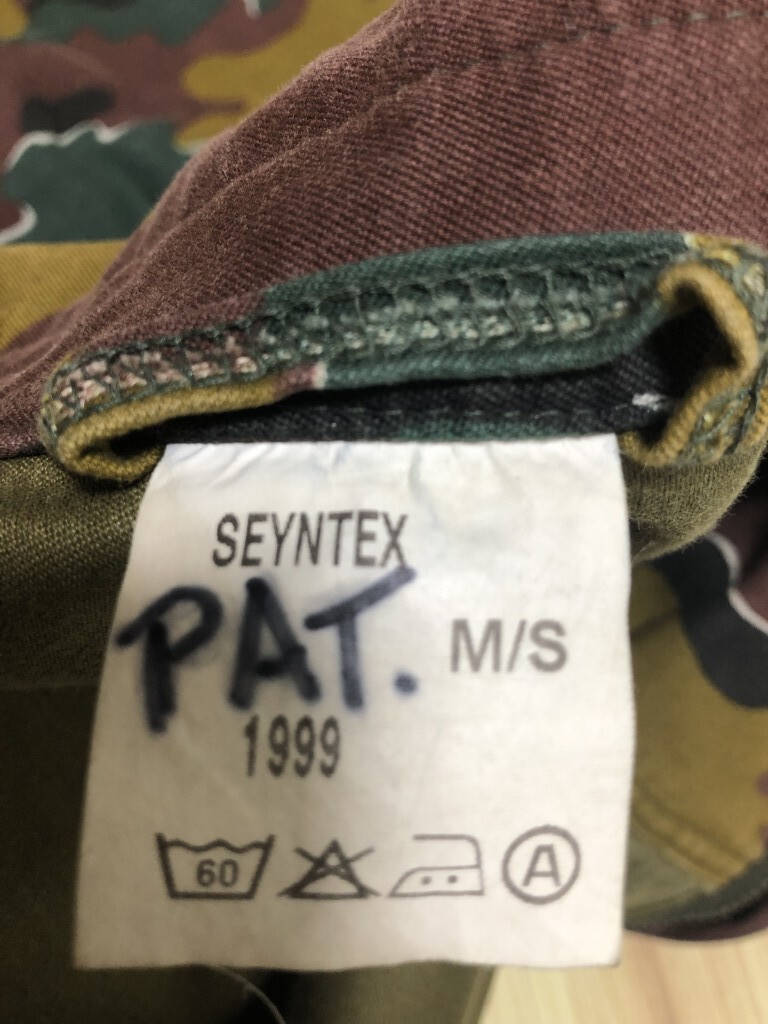 SEYNTEX
PAT. M/S
1999
60 A